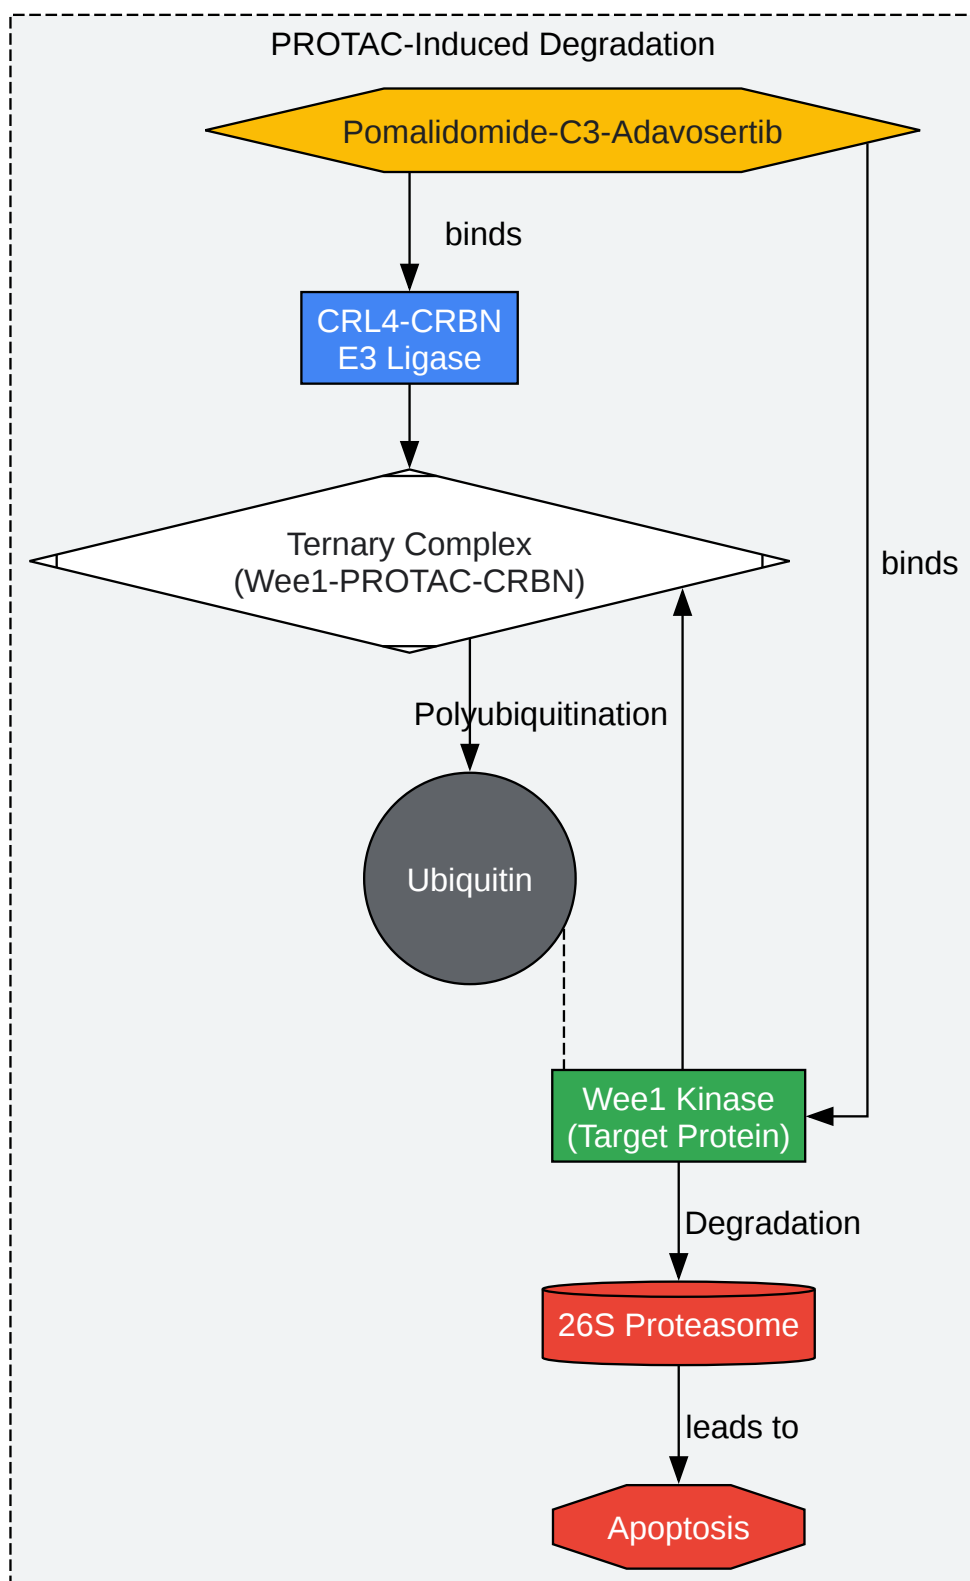 PROTAC-Induced Degradation
Pomalidomide-C3-Adavosertib
binds
CRL4-CRBN
E3 Ligase
Ternary Complex
(Wee1-PROTAC-CRBN)
binds
Polyubiquitination
Ubiquitin
Wee1 Kinase
(Target Protein)
Degradation
26S Proteasome
leads to
Apoptosis